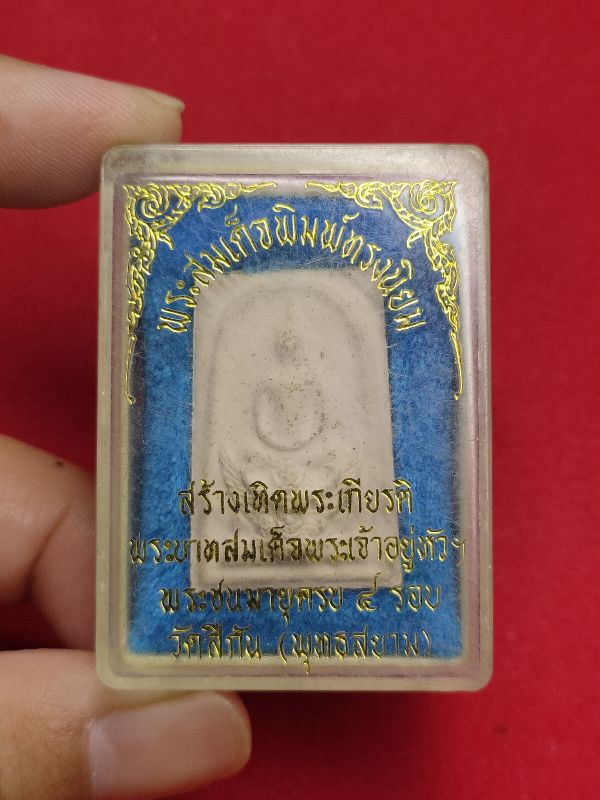 พระสมเด็จพิมพ์ทรงนิยม
สร้างเทิดพระเกียรติ
พระบาทสมเด็จพระเจ้าอยู่หัวฯ
พระชนมายุครบ ๔ รอบ
วัดสีกัน (พุทธสยาม)